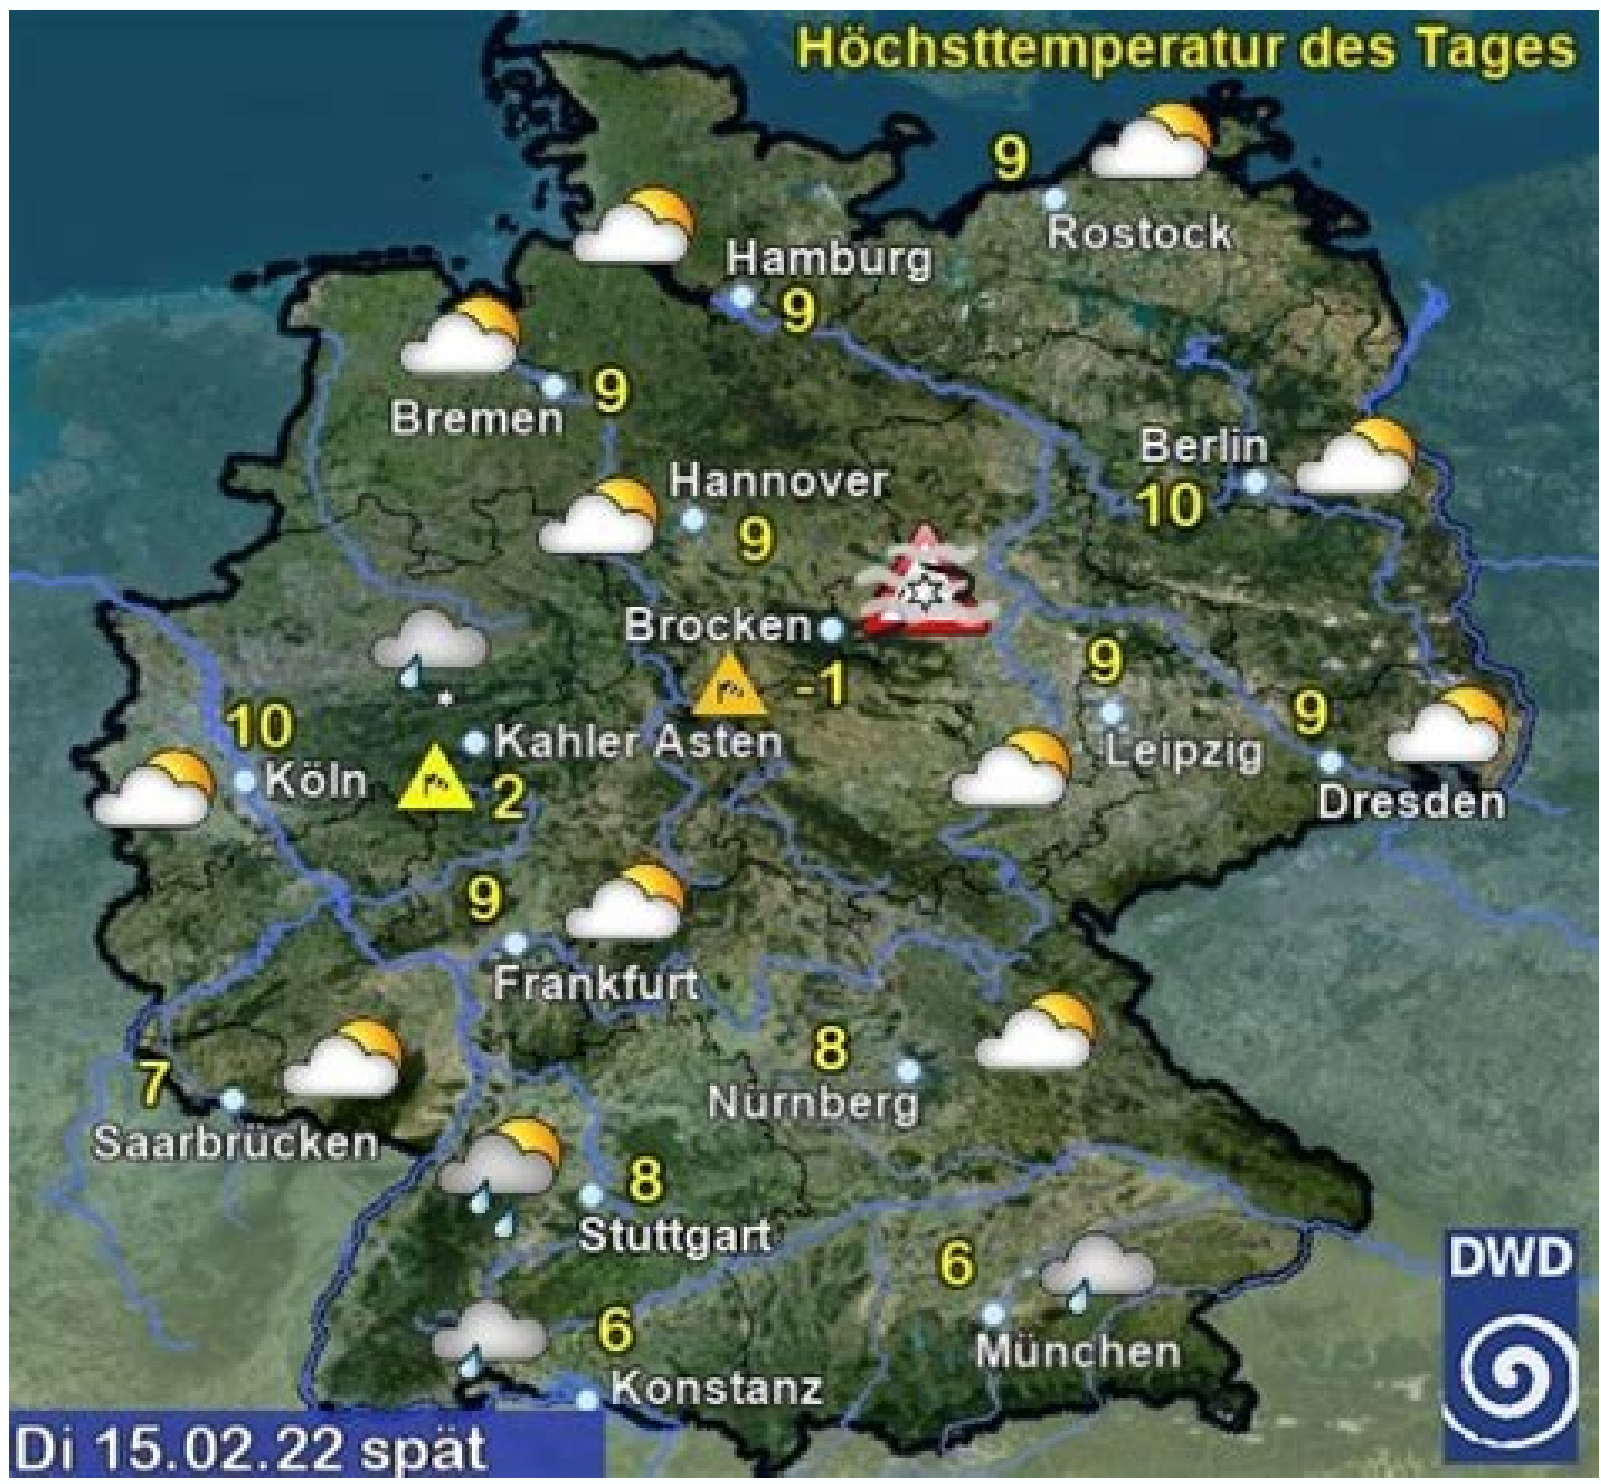 Höchsttemperatur des Tages
9
Rostock
Hamburg
9
9
Bremen
Berlin
10
Hannover
9
Brocken
-1
9
Leipzig
9
Dresden
10
Köln
Kahler Asten
2
9
Frankfurt
8
Nürnberg
7
Saarbrücken
8
Stuttgart
6
München
6
Konstanz
DWD
Di 15.02.22 spät